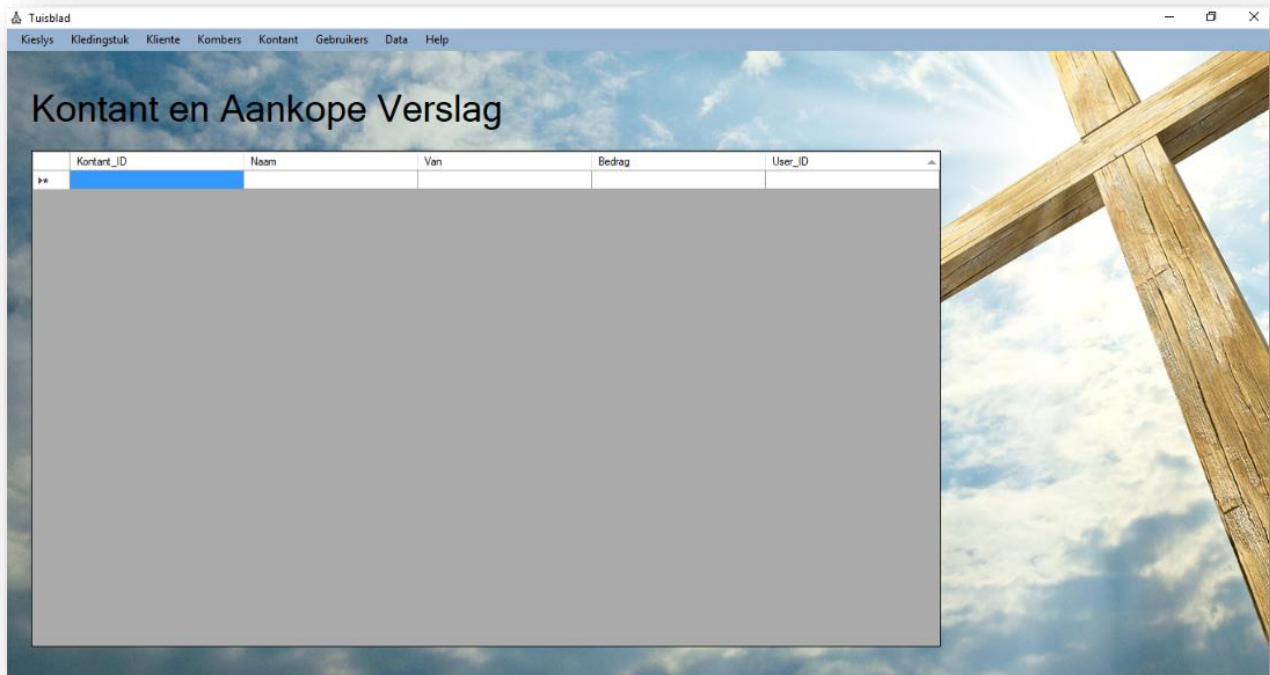 Tuisblad
Kieslys Kledingstuk Kliente Kombers Kontant Gebruikers Data Help
Kontant en Aankope Verslag
Kontant_ID Naam Van Bedrag User_ID